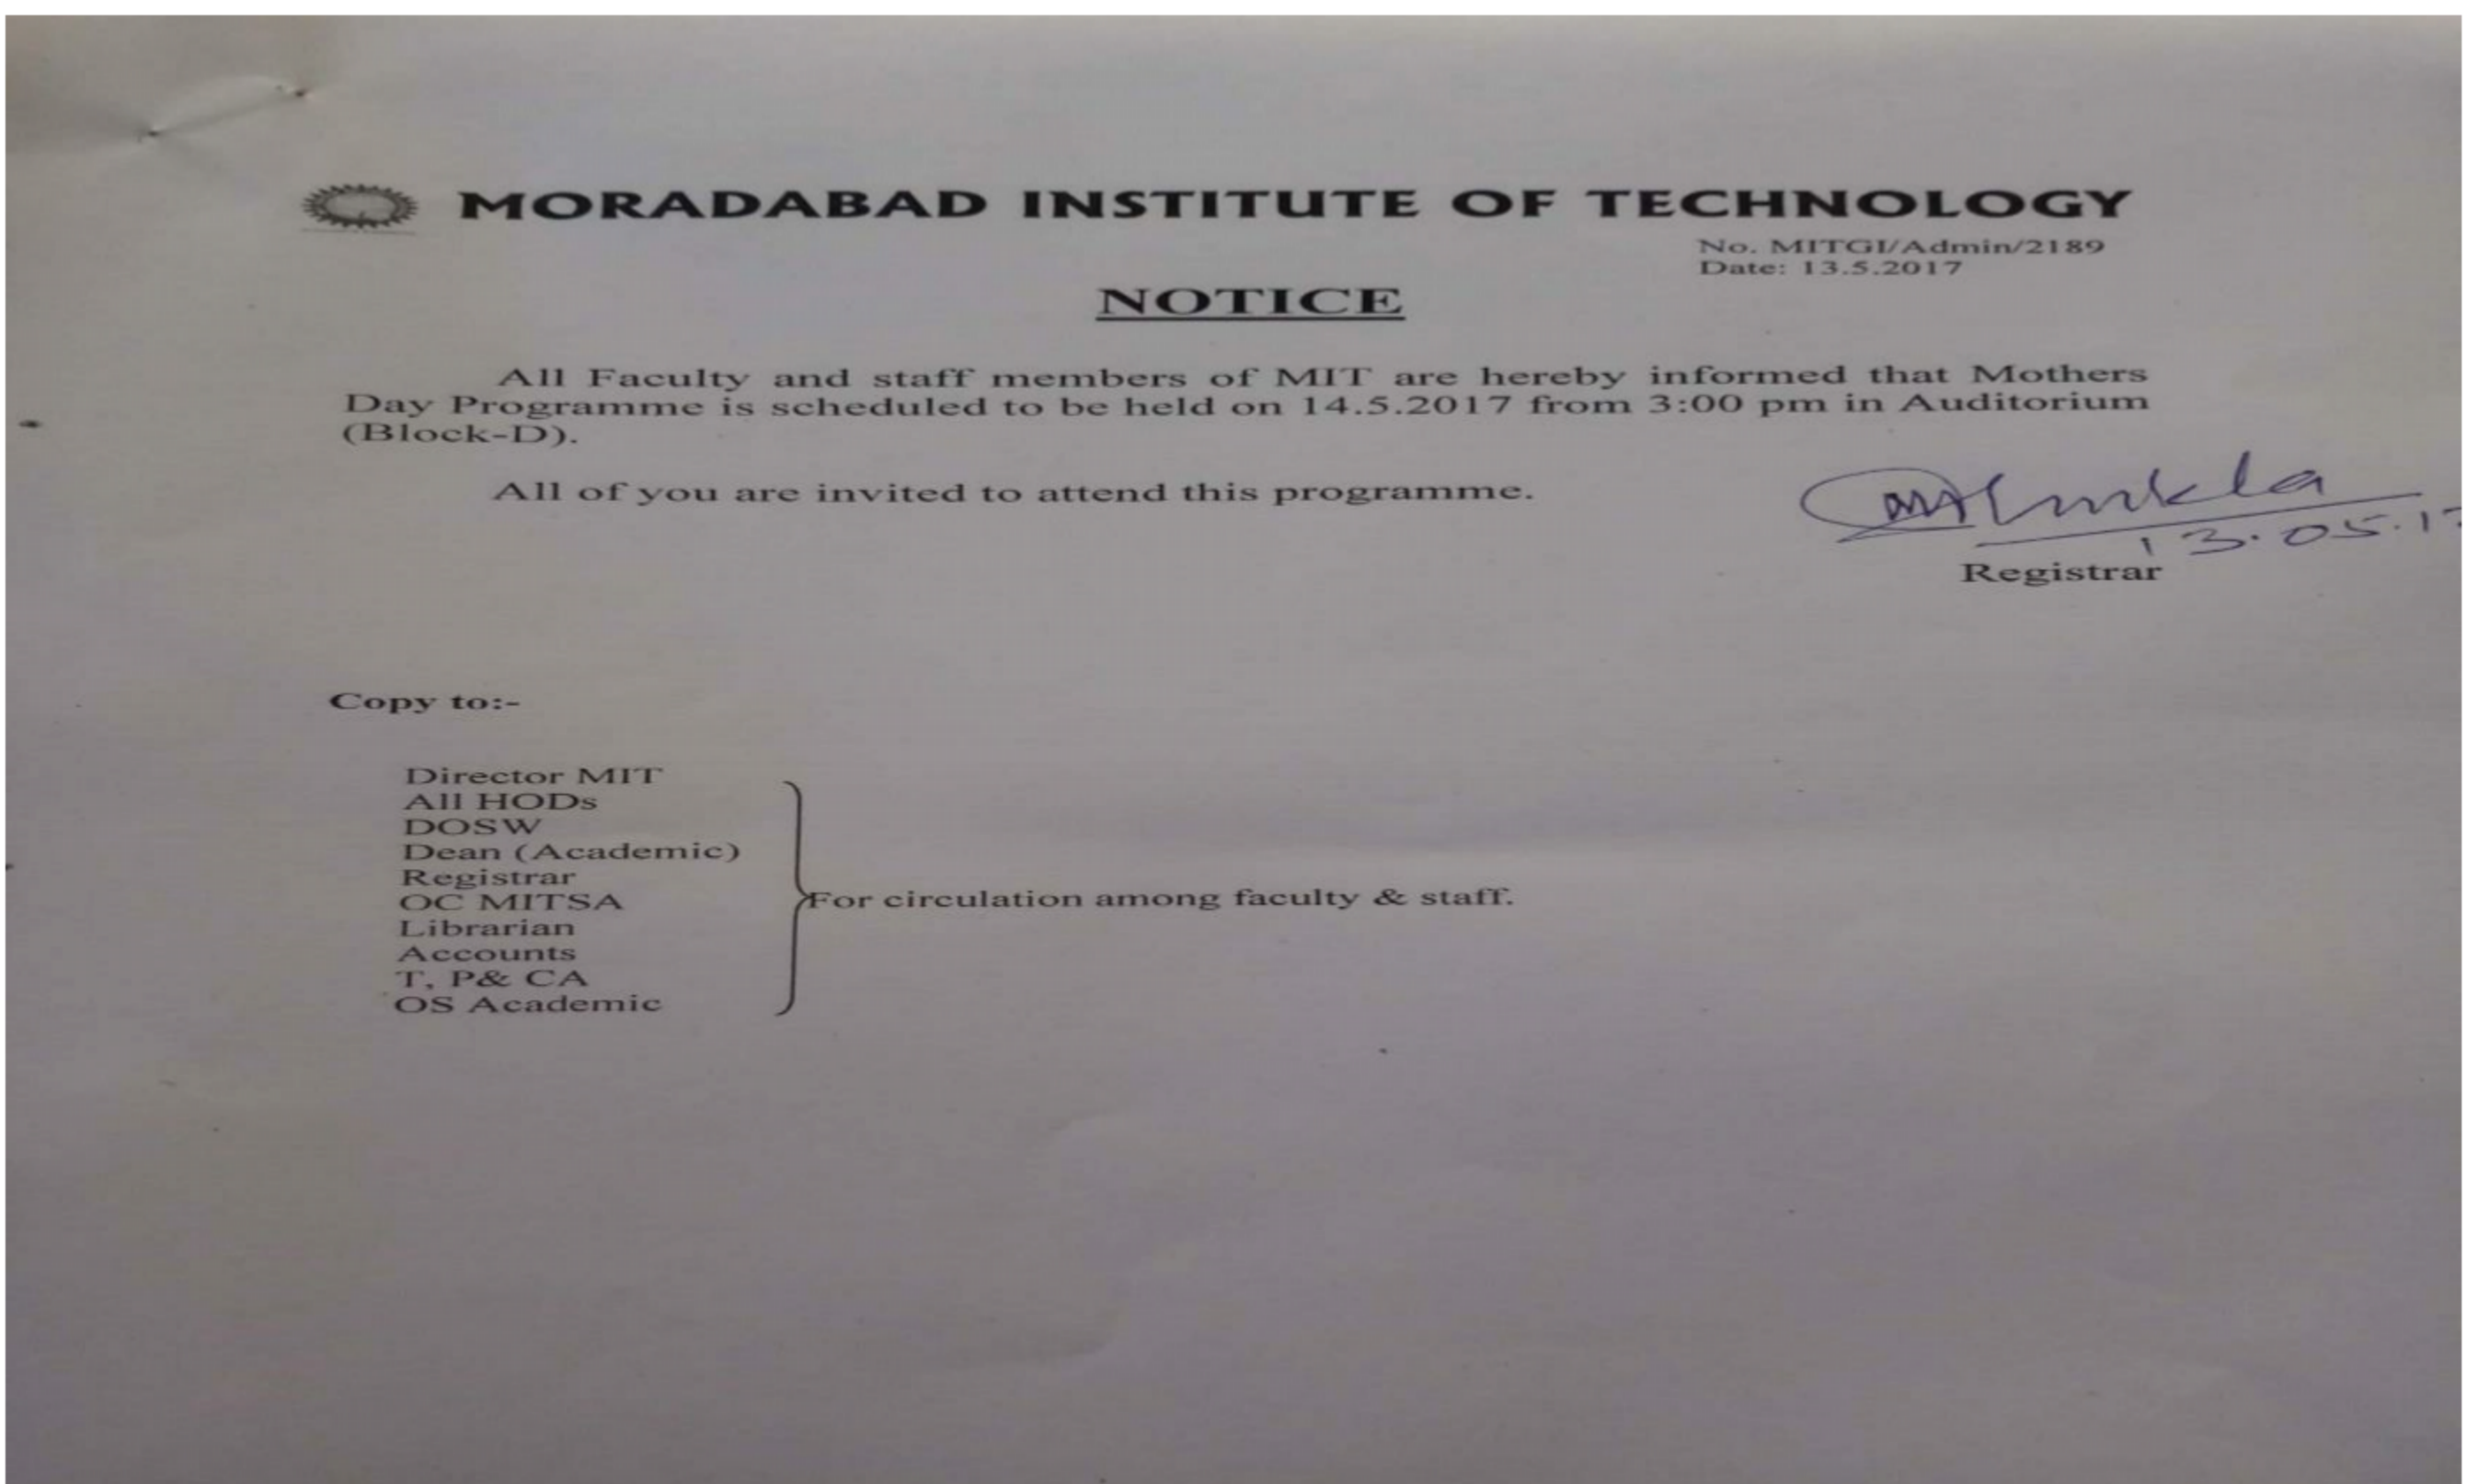 MORADABAD INSTITUTE OF TECHNOLOGY
No. MITGI/Admin/2189
Date: 13.5.2017
NOTICE
All Faculty and staff members of MIT are hereby informed that Mothers
Day Programme is scheduled to be held on 14.5.2017 from 3:00 pm in Auditorium
(Block-D).
All of you are invited to attend this programme.
13.05.17
Registrar
Copy to:-
Director MIT
All HODs
DOSW
Dean (Academic)
Registrar
OC MITSA
Librarian
Accounts
T, P& CA
OS Academic
For circulation among faculty & staff.